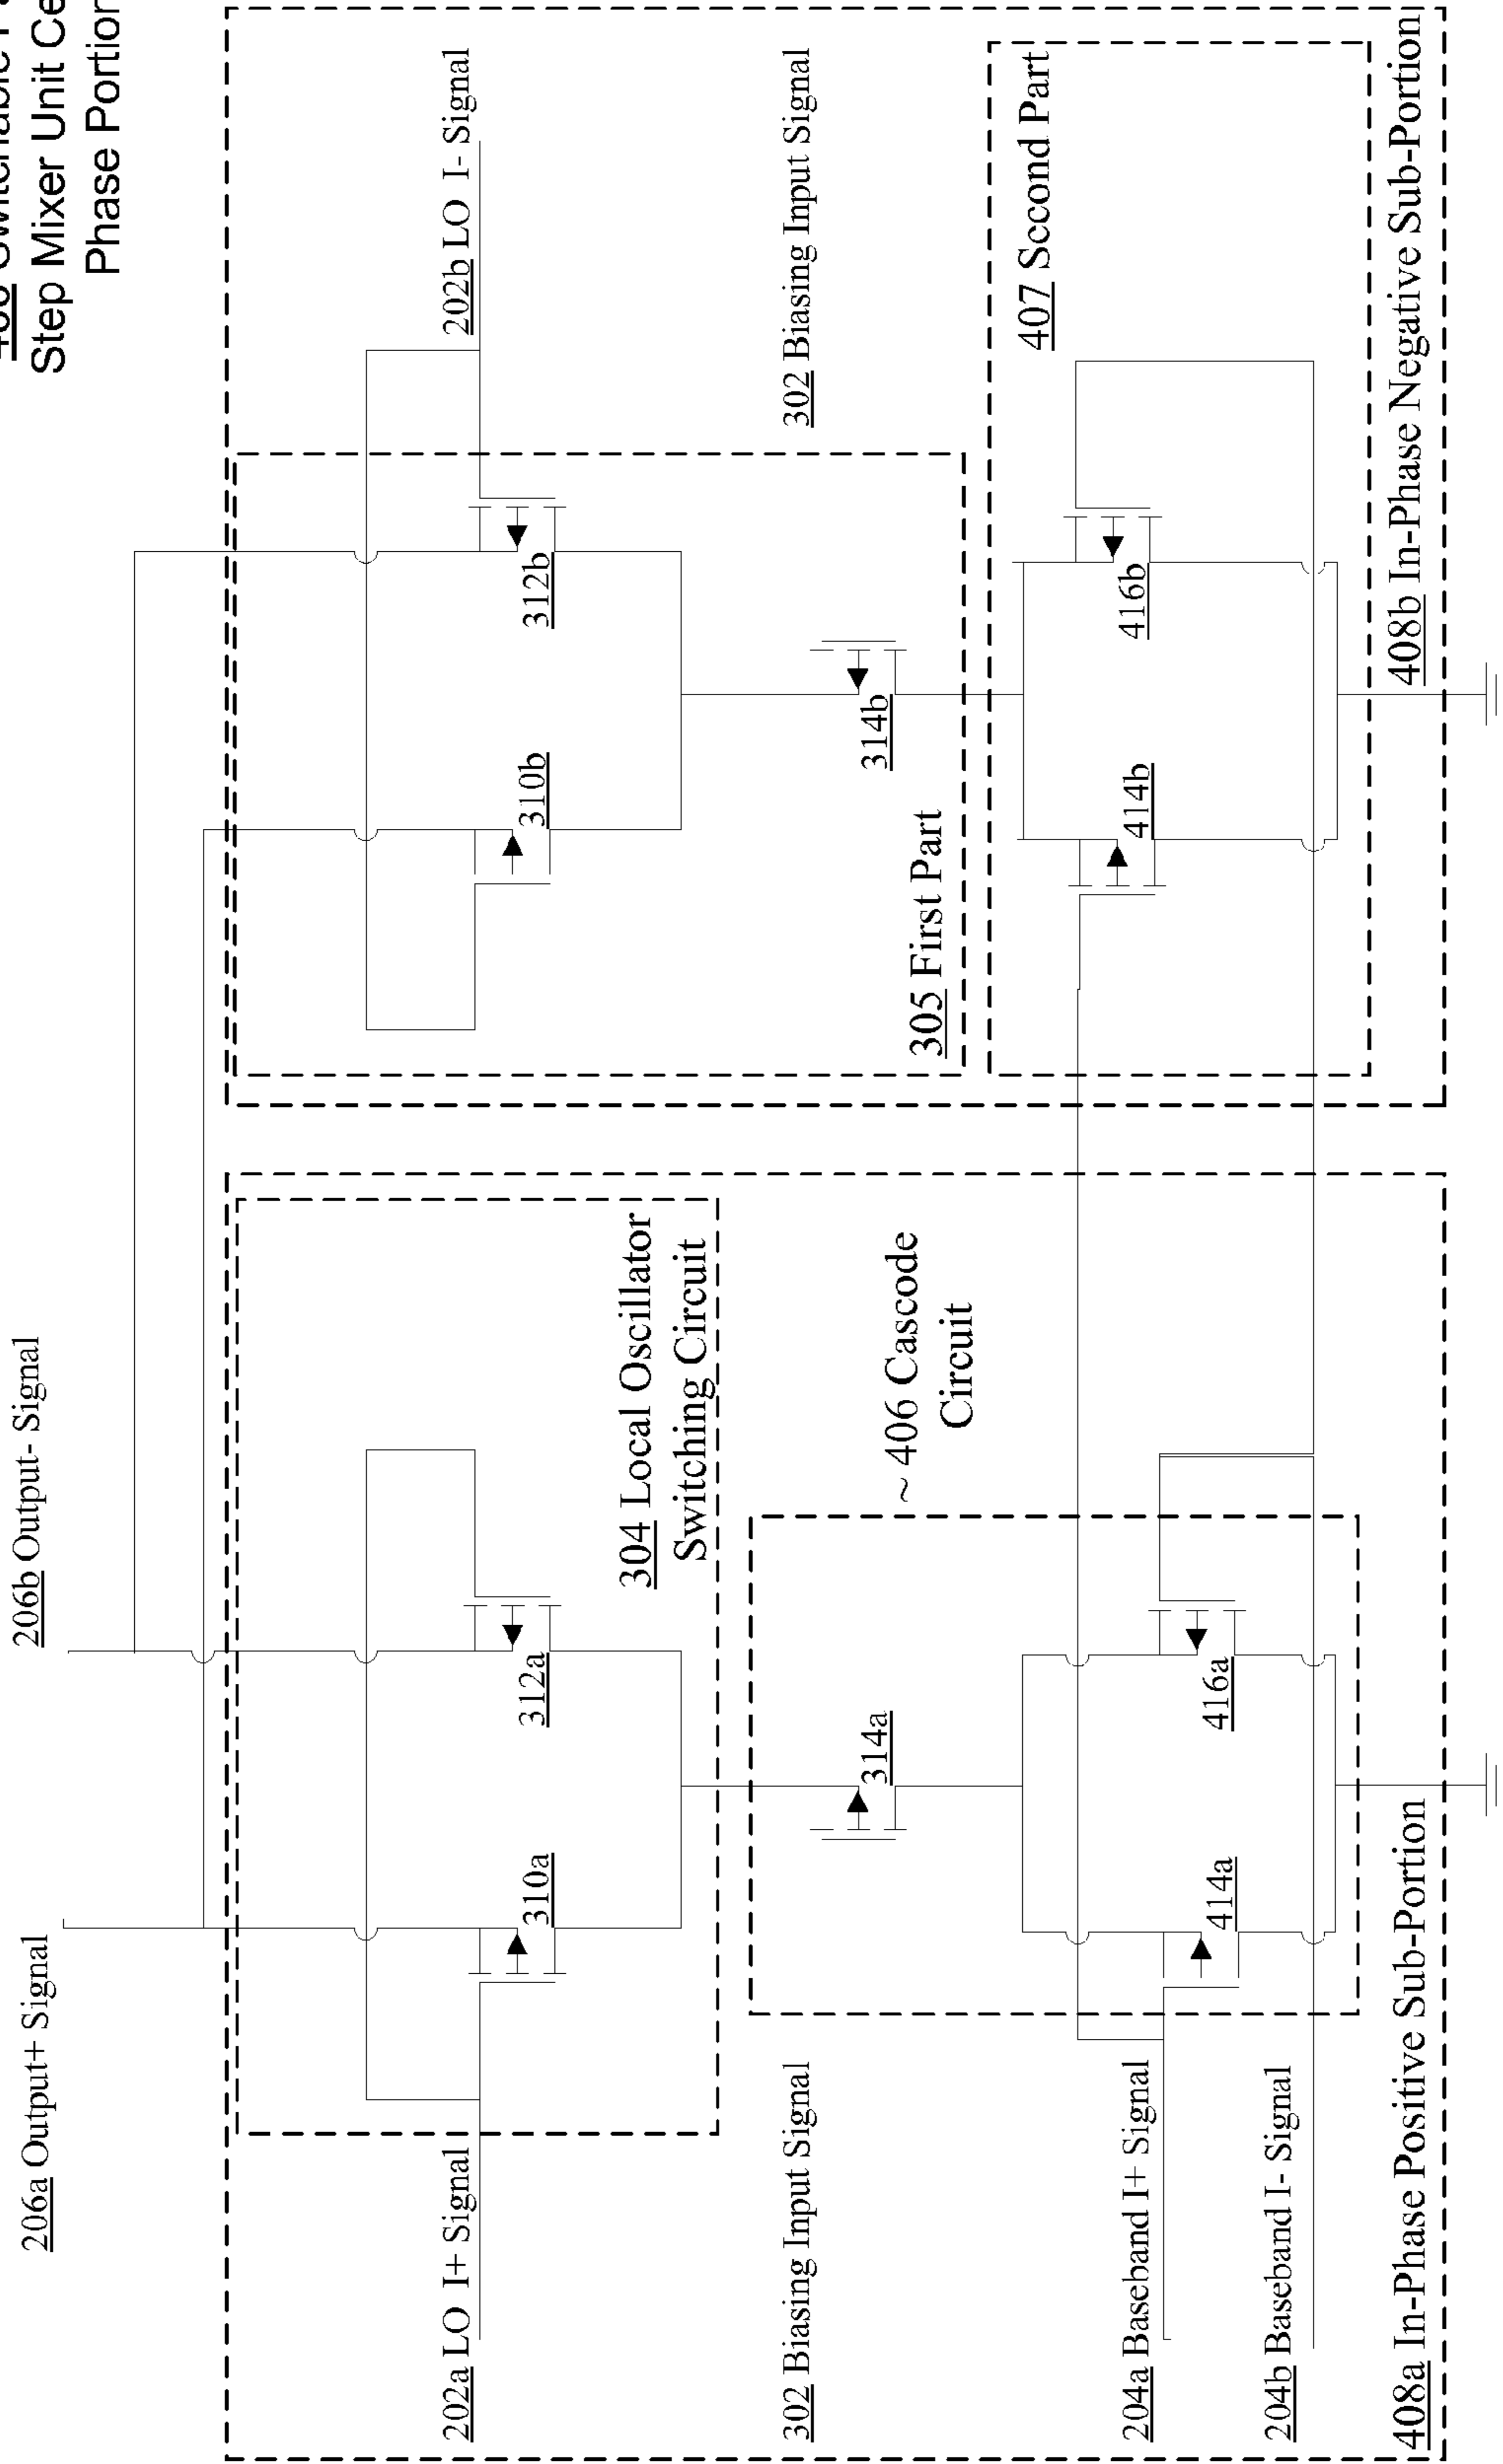 Step Mixer Unit
Phase Portion
206a Output+ Signal
206b Output- Signal
202a LO I+ Signal
310a
312a
304 Local Oscillator
Switching Circuit
310b
312b
202b LO I- Signal
302 Biasing Input Signal
314a
~ 406 Cascode
Circuit
305 First Part
314b
302 Biasing Input Signal
204a Baseband I+ Signal
204b Baseband I- Signal
414a
416a
414b
416b
407 Second Part
408a In-Phase Positive Sub-Portion
408b In-Phase Negative Sub-Portion